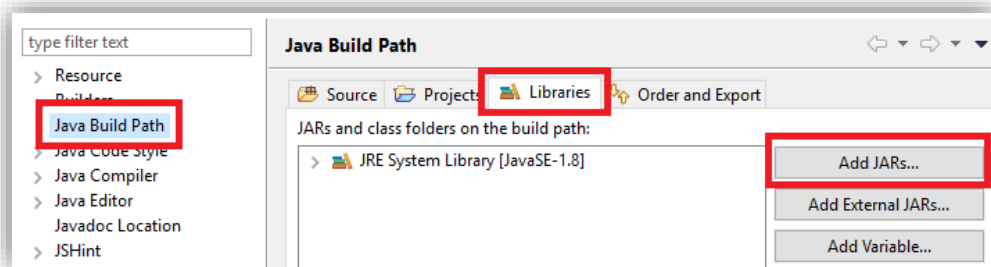 type filter text
Resource
Builders
Java Build Path
Java Code Style
Java Compiler
Java Editor
Javadoc Location
JSHint
Java Build Path
Source Projects Libraries Order and Export
JARs and class folders on the build path:
JRE System Library [JavaSE-1.8]
Add JARs...
Add External JARs...
Add Variable...